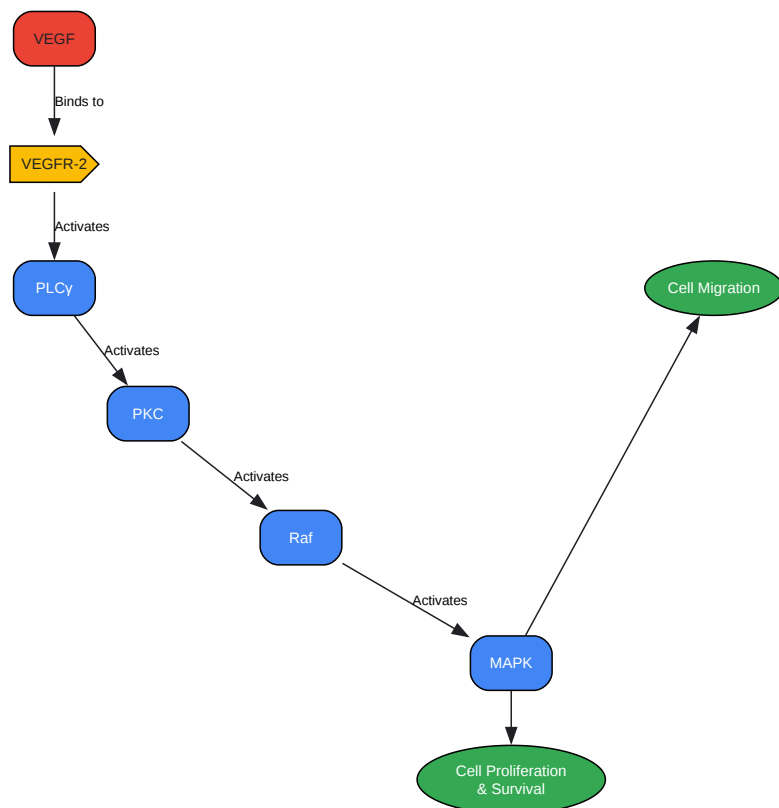 VEGF
Binds to
VEGFR-2
Activates
PLCγ
Cell Migration
Activates
PKC
Activates
Raf
Activates
MAPK
Cell Proliferation
& Survival